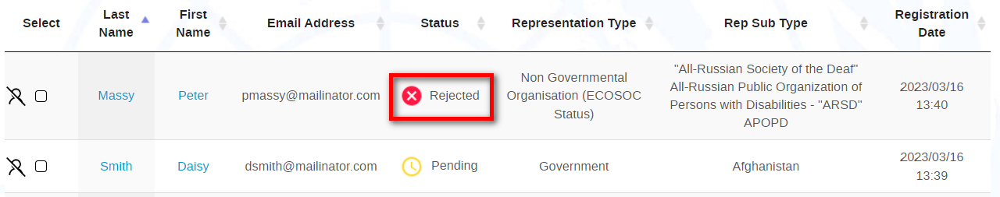 Select
Last Name
First Name
Email Address
Status
Representation Type
Rep Sub Type
Registration Date
Massy
Peter
pmassy@mailinator.com
Rejected
Non Governmental
Organisation (ECOSOC
Status)
"All-Russian Society of the Deaf"
All-Russian Public Organization of
Persons with Disabilities - "ARSD"
APOPD
2023/03/16
13:40
Smith
Daisy
dsmith@mailinator.com
Pending
Government
Afghanistan
2023/03/16
13:39